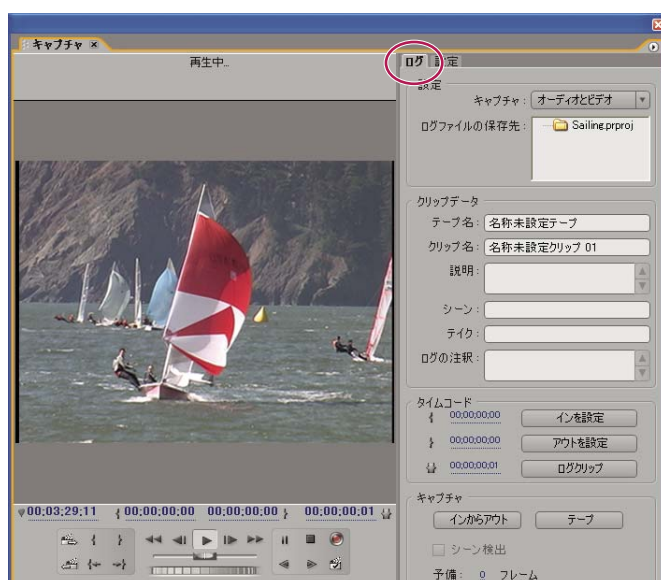 キャプチャ
再生中...
ログ 設定
設定
キャプチャ: オーディオとビデオ
ログファイルの保存先: Sailing.prproj
クリップデータ
テープ名: 名称未設定テープ
クリップ名: 名称未設定クリップ 01
説明:
シーン:
テイク:
ログの注釈:
タイムコード
00;00;00;00 インを設定
00;00;00;00 アウトを設定
00;00;00;01 ログクリップ
キャプチャ
インからアウト テープ
シーン検出
予備: 0 フレーム
00;03;29;11 00;00;00;00 00;00;00;00 00;00;00;01